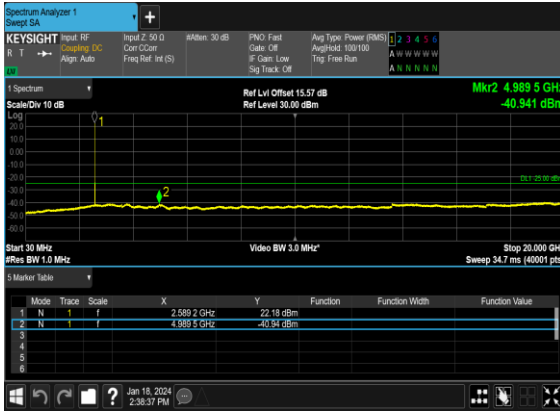 Spectrum Analyzer 1
Swept SA
+
KEYSIGHT Input: RF Input Z: 50 Ω #Atten: 30 dB PNO: Fast Avg Type: Power (RMS) 1 2 3 4 5 6
R T Coupling: DC Corr CCorr Gate: Off Avg|Hold: 100/100 A W W W W W
Align: Auto Freq Ref: Int (S) IF Gain: Low Trig: Free Run
Sig Track: Off A N N N N N
1 Spectrum Ref Lvl Offset 15.57 dB Mkr2 4.989 5 GHz
Scale/Div 10 dB Ref Level 30.00 dBm -40.941 dBm
Log
20.0
10.0
0.00
-10.0
-20.0
-30.0
-40.0
-50.0
-60.0
1
2
DL1 -25.00 dBm
Start 30 MHz Video BW 3.0 MHz* Stop 20.000 GH
#Res BW 1.0 MHz Sweep 34.7 ms (40001 pts
5 Marker Table
Mode Trace Scale X Y Function Function Width Function Value
1 N 1 f 2.589 2 GHz 22.18 dBm
2 N 1 f 4.989 5 GHz -40.94 dBm
3
4
5
6
? Jan 18, 2024
2:38:37 PM